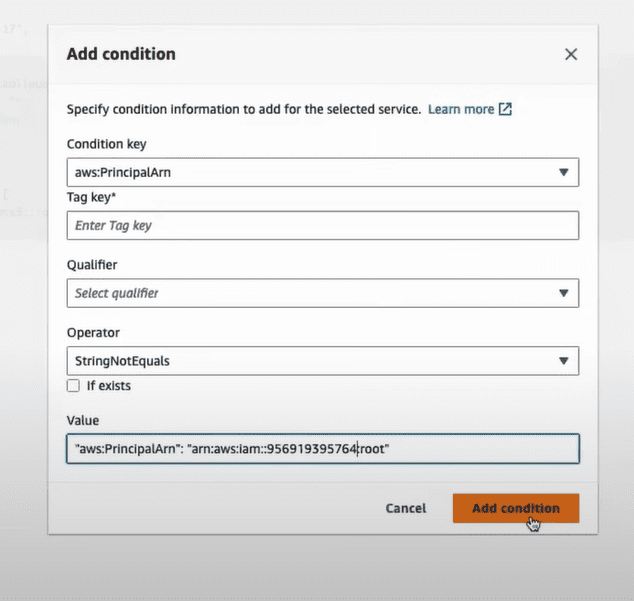 Add condition
Specify condition information to add for the selected service. Learn more
Condition key
aws:PrincipalArn
Tag key*
Enter Tag key
Qualifier
Select qualifier
Operator
StringNotEquals
If exists
Value
"aws:PrincipalArn": "arn:aws:iam::956919395764:root"
Cancel
Add condition